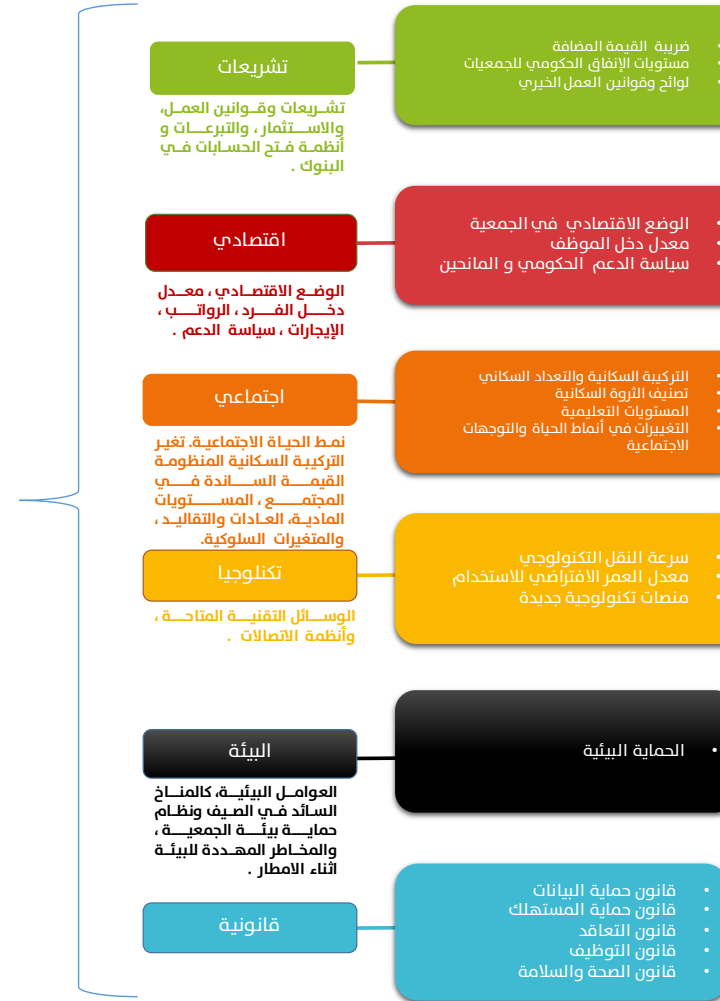 تشريعات
تشريعات وقوانين العمل،
والاستثمار ، والتبرعات و
أنظمة فتح الحسابات في
البنوك .
• ضريبة القيمة المضافة
• مستويات الإنفاق الحكومي للجمعيات
• لوائح وقوانين العمل الخيري
اقتصادي
الوضع الاقتصادي ، معدل
دخل الفرد ، الرواتب ،
الإيجارات ، سياسة الدعم .
• الوضع الاقتصادي في الجمعية
• معدل دخل الموظف
• سياسة الدعم الحكومي و المانحين
اجتماعي
نمط الحياة الاجتماعية. تغير
التركيبة السكانية المنظومة
القيمة الساندة في
المجتمع ، المستويات
المادية، العادات والتقاليد ،
والمتغيرات السلوكية.
• التركيبة السكانية والتعداد السكاني
• تصنيف الثروة السكانية
• المستويات التعليمية
• التغييرات في أنماط الحياة والتوجهات
الاجتماعية
تكنلوجيا
الوسائل التقنية المتاحة ،
وأنظمة الاتصالات .
• سرعة النقل التكنولوجي
• معدل العمر الافتراضي للاستخدام
• منصات تكنولوجية جديدة
البيئة
العوامل البيئية، كالمناخ
السائد في الصيف ونظام
حماية بيئة الجمعية ،
والمخاطر المهددة للبيئة
اثناء الامطار .
• الحماية البيئية
قانونية
• قانون حماية البيانات
• قانون حماية المستهلك
• قانون التعاقد
• قانون التوظيف
• قانون الصحة والسلامة